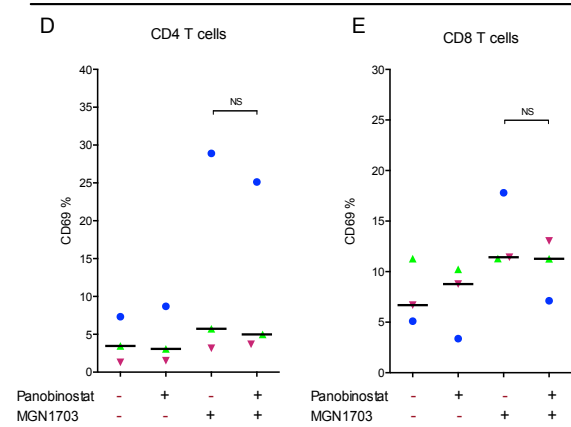 D
CD4 T cells
40
35
30
25
20
15
10
5
0
CD69 %
NS
Panobinostat - + - +
MGN1703 - - + +
E
CD8 T cells
30
25
20
15
10
5
0
CD69 %
NS
Panobinostat - + - +
MGN1703 - - + +